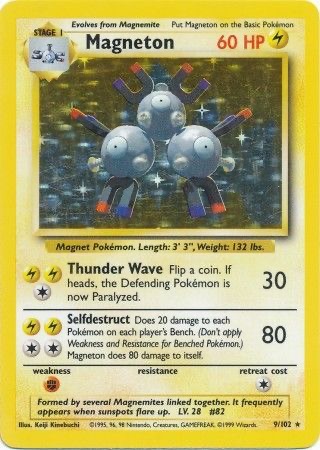 Evolves from Magnemite Put Magneton on the Basic Pokémon
STAGE 1
Magneton 60 HP
Magnet Pokémon. Length: 3' 3", Weight: 132 lbs.
Thunder Wave Flip a coin. If
heads, the Defending Pokémon is
now Paralyzed.
30
Selfdestruct Does 20 damage to each
Pokémon on each player's Bench. (Don't apply
Weakness and Resistance for Benched Pokémon.)
Magneton does 80 damage to itself.
80
weakness resistance retreat cost
Formed by several Magnemites linked together. It frequently
appears when sunspots flare up. LV. 28 #82
Illus. Keiji Kinebuchi ©1995, 96, 98 Nintendo, Creatures, GAMEFREAK. ©1999 Wizards. 9/102 ★